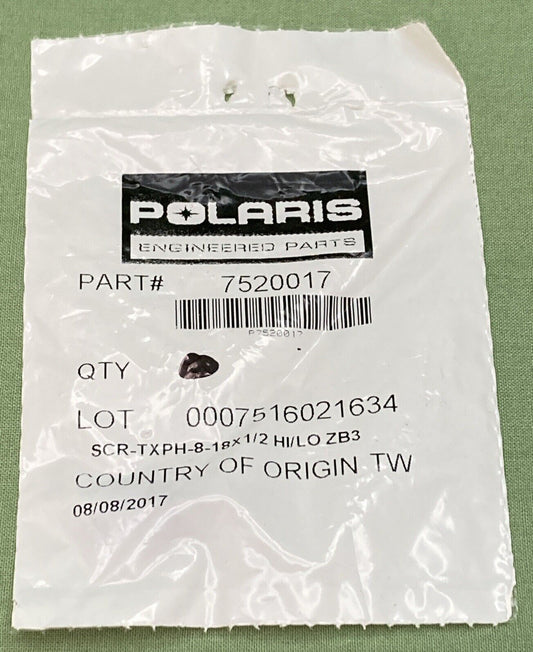 POLARIS
ENGINEERED PARTS
PART# 7520017
P7520017
QTY
LOT 0007516021634
SCR-TXPH-8-18x1/2 HI/LO ZB3
COUNTRY OF ORIGIN TW
08/08/2017